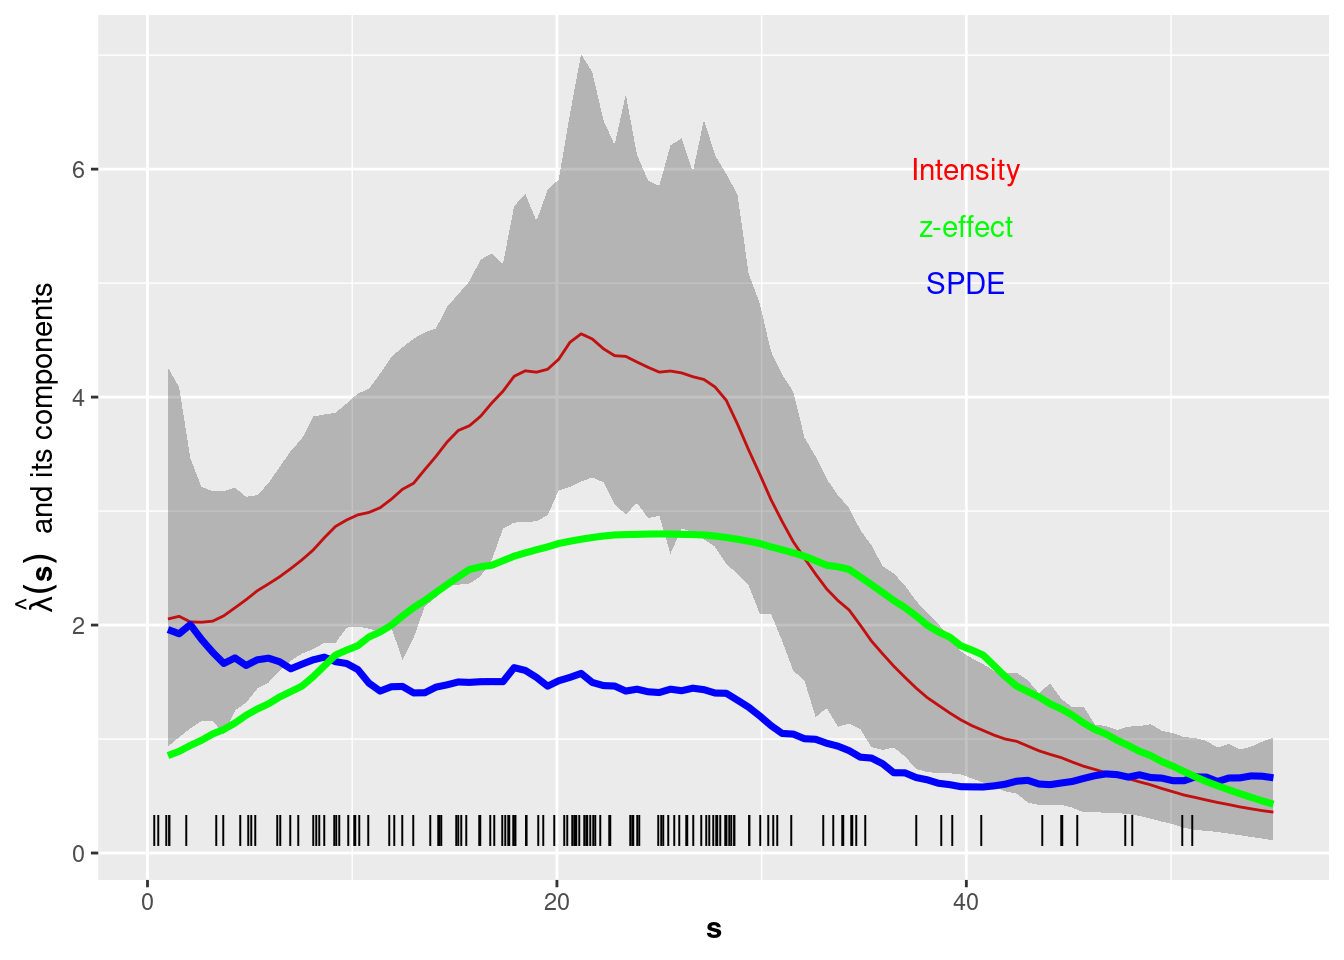 λ̂(s) and its components
6
4
2
0
Intensity
z-effect
SPDE
0 20 40
s